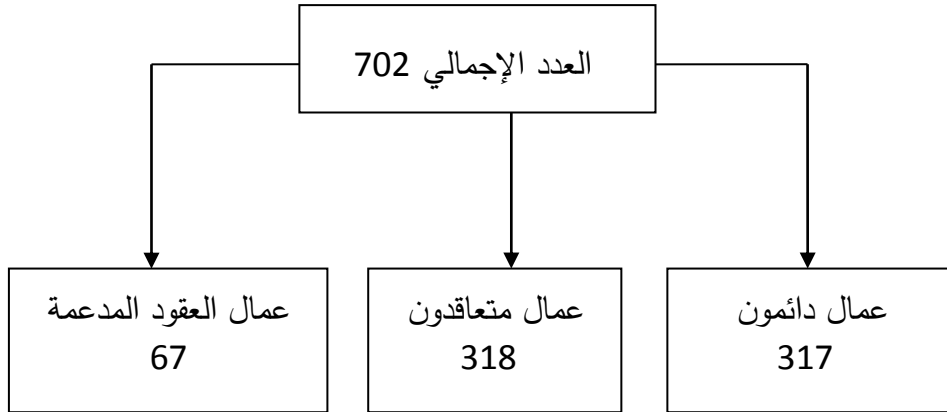 العدد الإجمالي 702
عمال دائمون
317
عمال متعاقدون
318
عمال العقود المدعمة
67